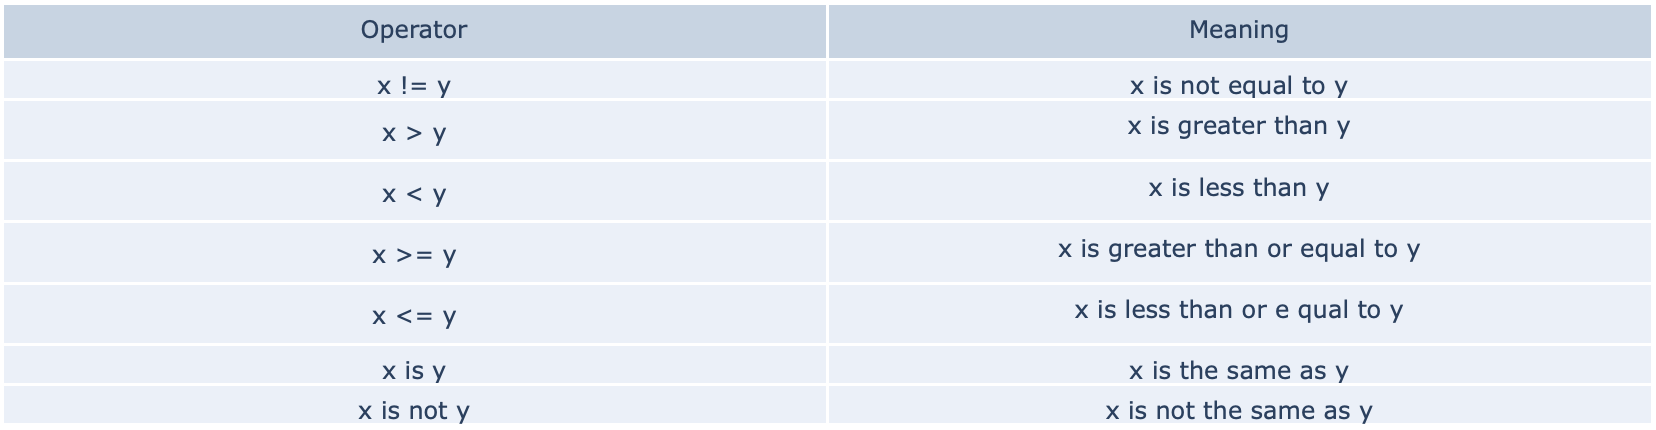 Operator Meaning
x != y x is not equal to y
x > y x is greater than y
x < y x is less than y
x >= y x is greater than or equal to y
x <= y x is less than or e qual to y
x is y x is the same as y
x is not y x is not the same as y